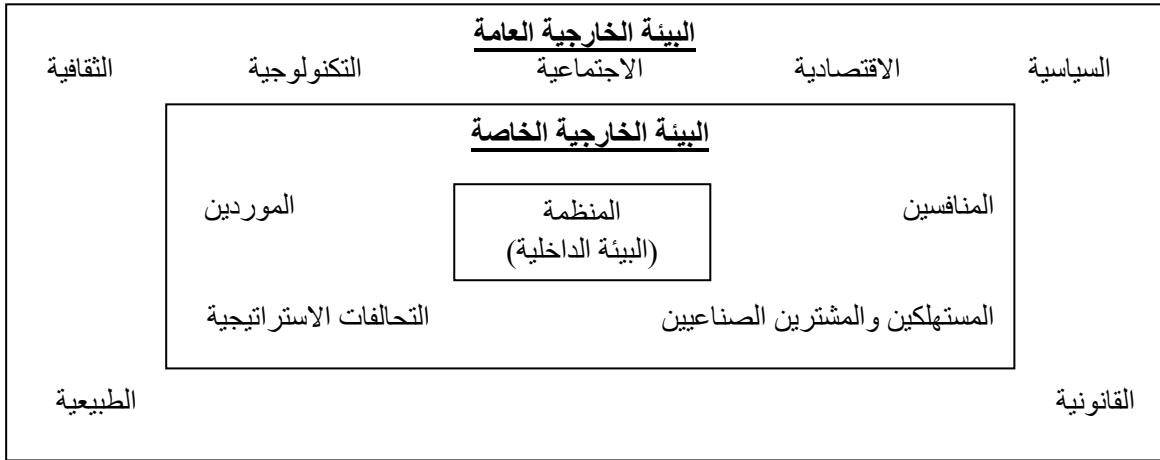 البيئة الخارجية العامة
السياسية الاقتصادية الاجتماعية التكنولوجية الثقافية
البيئة الخارجية الخاصة
المنافسين المنظمة الموردين
(البيئة الداخلية)
المستهلكين والمشترين الصناعيين التحالفات الاستراتيجية
القانونية الطبيعية